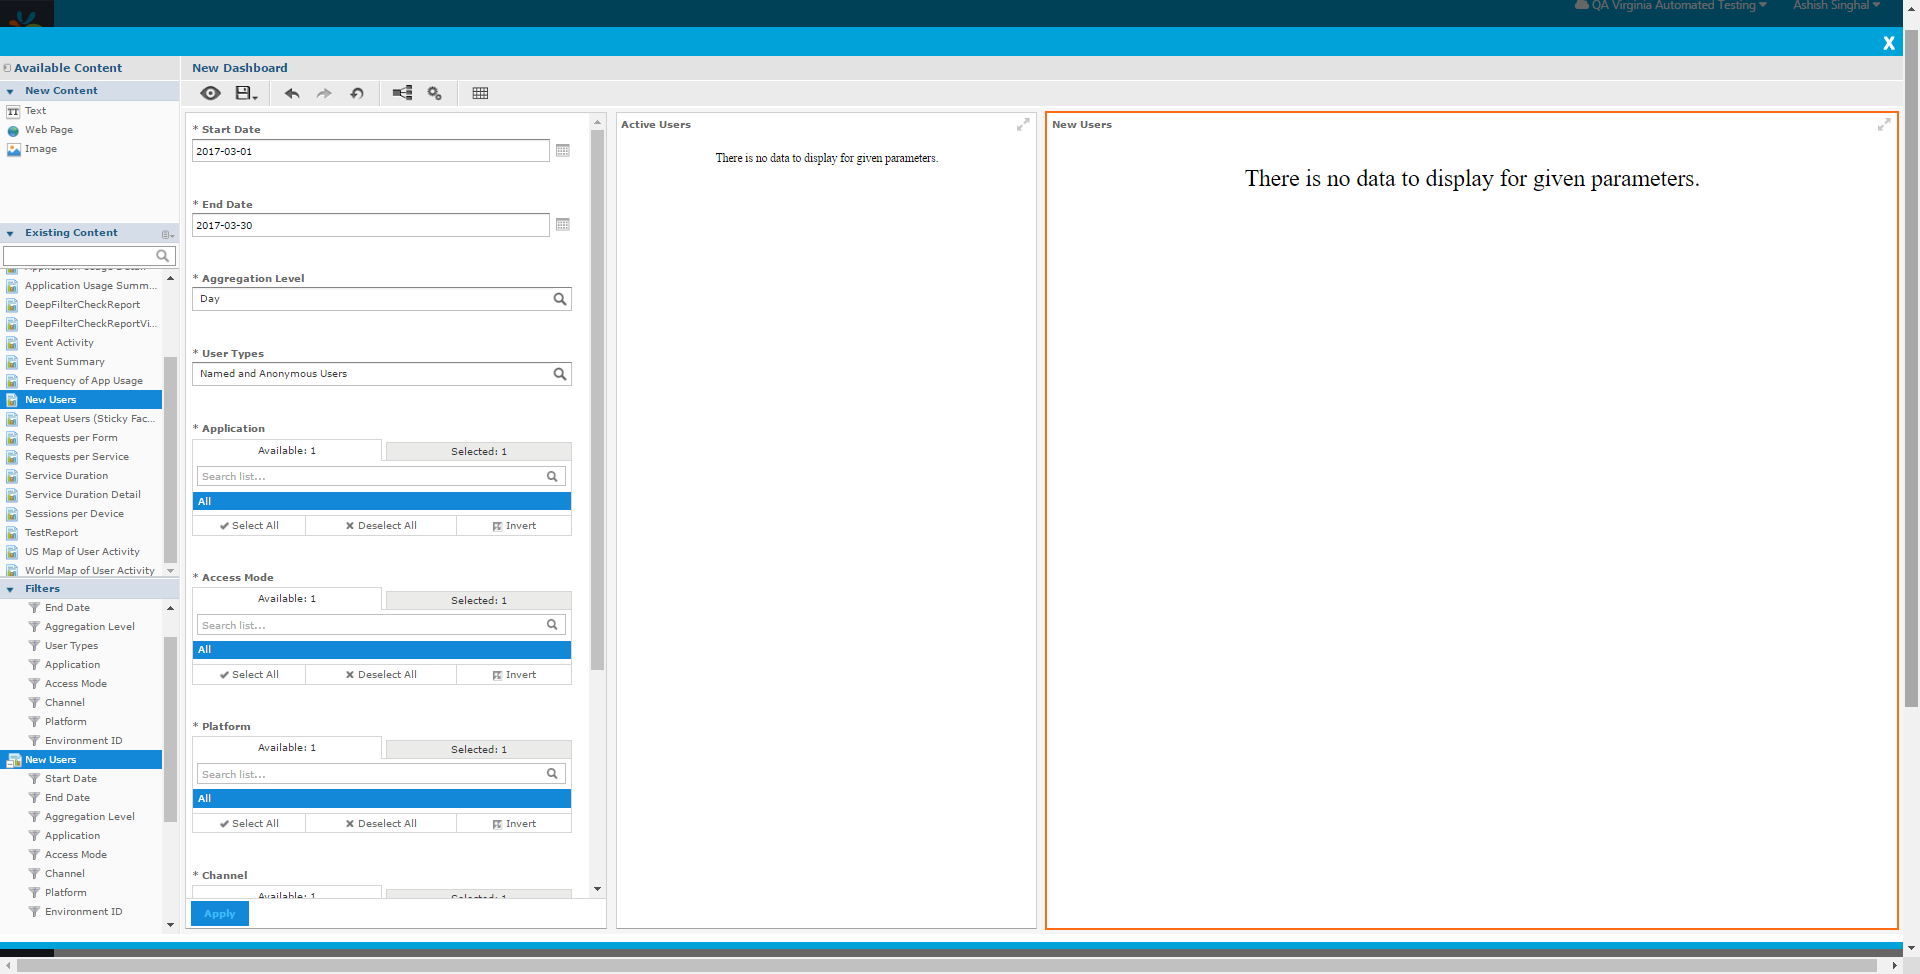 QA Virginia Automated Testing
Ashish Singhal
X
Available Content
New Dashboard
New Content
Text
Web Page
Image
Existing Content
Application Usage Detail
Application Usage Summ...
DeepFilterCheckReport
DeepFilterCheckReportVi...
Event Activity
Event Summary
Frequency of App Usage
New Users
Repeat Users (Sticky Fac...
Requests per Form
Requests per Service
Service Duration
Service Duration Detail
Sessions per Device
TestReport
US Map of User Activity
World Map of User Activity
Filters
End Date
Aggregation Level
User Types
Application
Access Mode
Channel
Platform
Environment ID
New Users
Start Date
End Date
Aggregation Level
Application
Access Mode
Channel
Platform
Environment ID
* Start Date
2017-03-01
* End Date
2017-03-30
* Aggregation Level
Day
* User Types
Named and Anonymous Users
* Application
Available: 1
Selected: 1
Search list...
All
Select All
Deselect All
Invert
* Access Mode
Available: 1
Selected: 1
Search list...
All
Select All
Deselect All
Invert
* Platform
Available: 1
Selected: 1
Search list...
All
Select All
Deselect All
Invert
* Channel
Available: 1
Selected: 1
Apply
Active Users
There is no data to display for given parameters.
New Users
There is no data to display for given parameters.